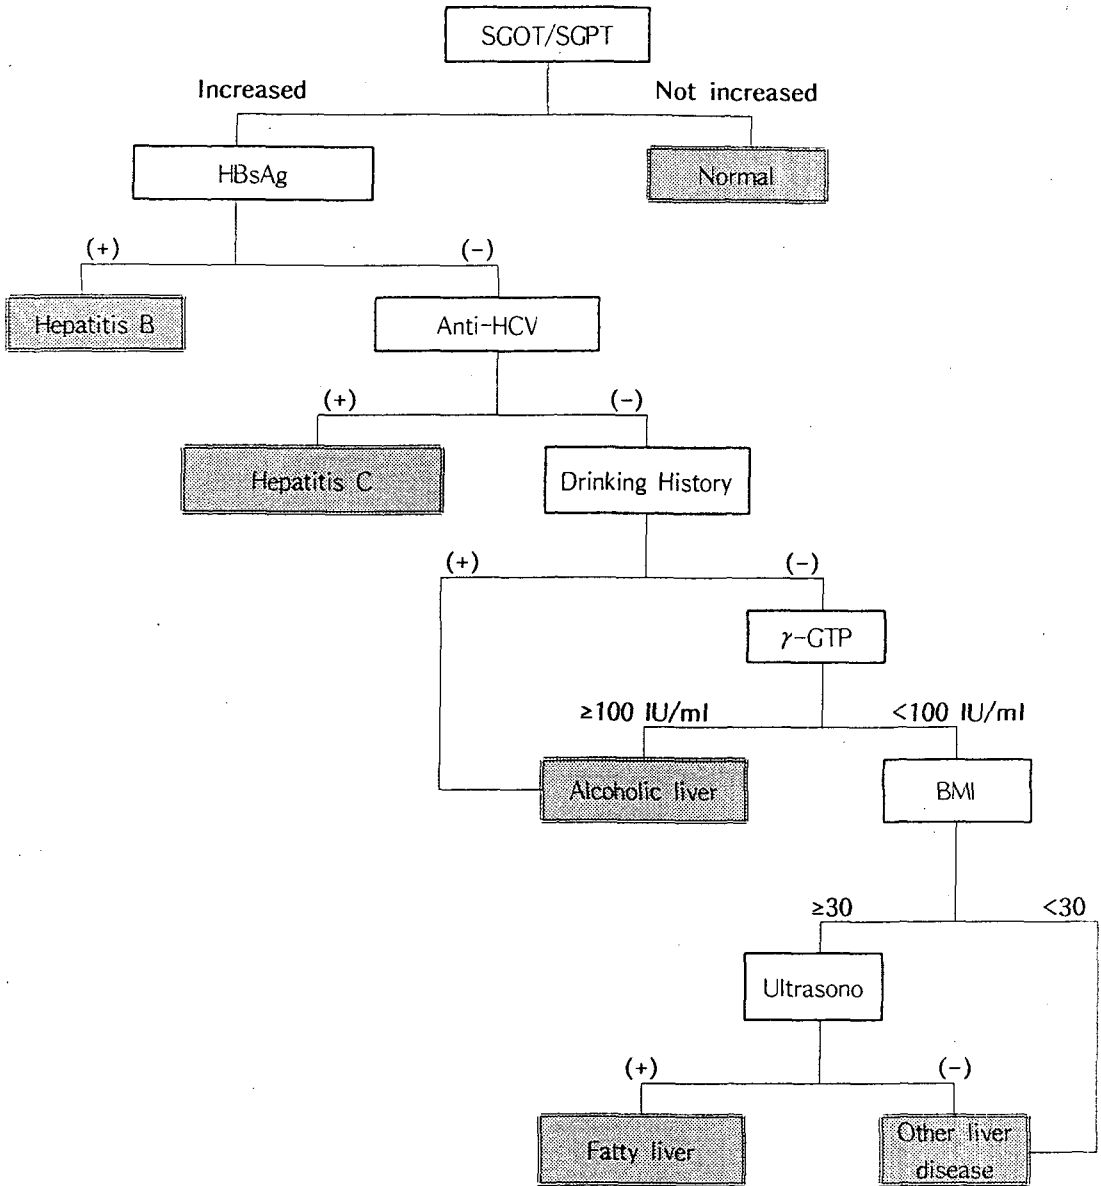 SGOT/SGPT
Increased
Not increased
HBsAg
Normal
(+)
(-)
Hepatitis B
Anti-HCV
(+)
(-)
Hepatitis C
Drinking History
(+)
(-)
γ-GTP
≥100 IU/ml
<100 IU/ml
Alcoholic liver
BMI
≥30
<30
Ultrasono
(+)
(-)
Fatty liver
Other liver
disease